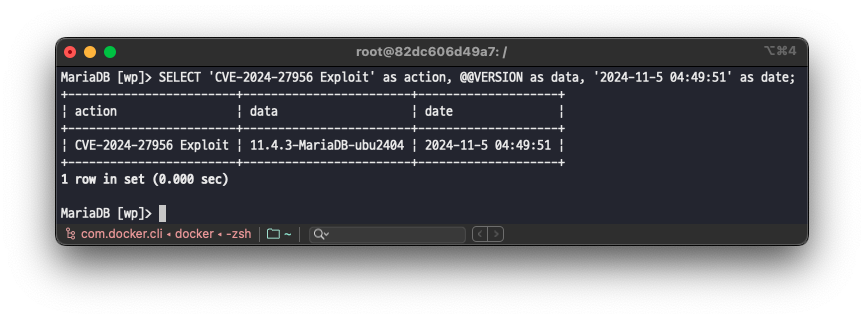 root@82dc606d49a7: /
⌥⌘4
MariaDB [wp]> SELECT 'CVE-2024-27956 Exploit' as action, @@VERSION as data, '2024-11-5 04:49:51' as date;
+------------------------+-----------------------+--------------------+
| action                 | data                  | date               |
+------------------------+-----------------------+--------------------+
| CVE-2024-27956 Exploit | 11.4.3-MariaDB-ubu2404 | 2024-11-5 04:49:51 |
+------------------------+-----------------------+--------------------+
1 row in set (0.000 sec)
MariaDB [wp]>
com.docker.cli ◂ docker ◂ -zsh
~